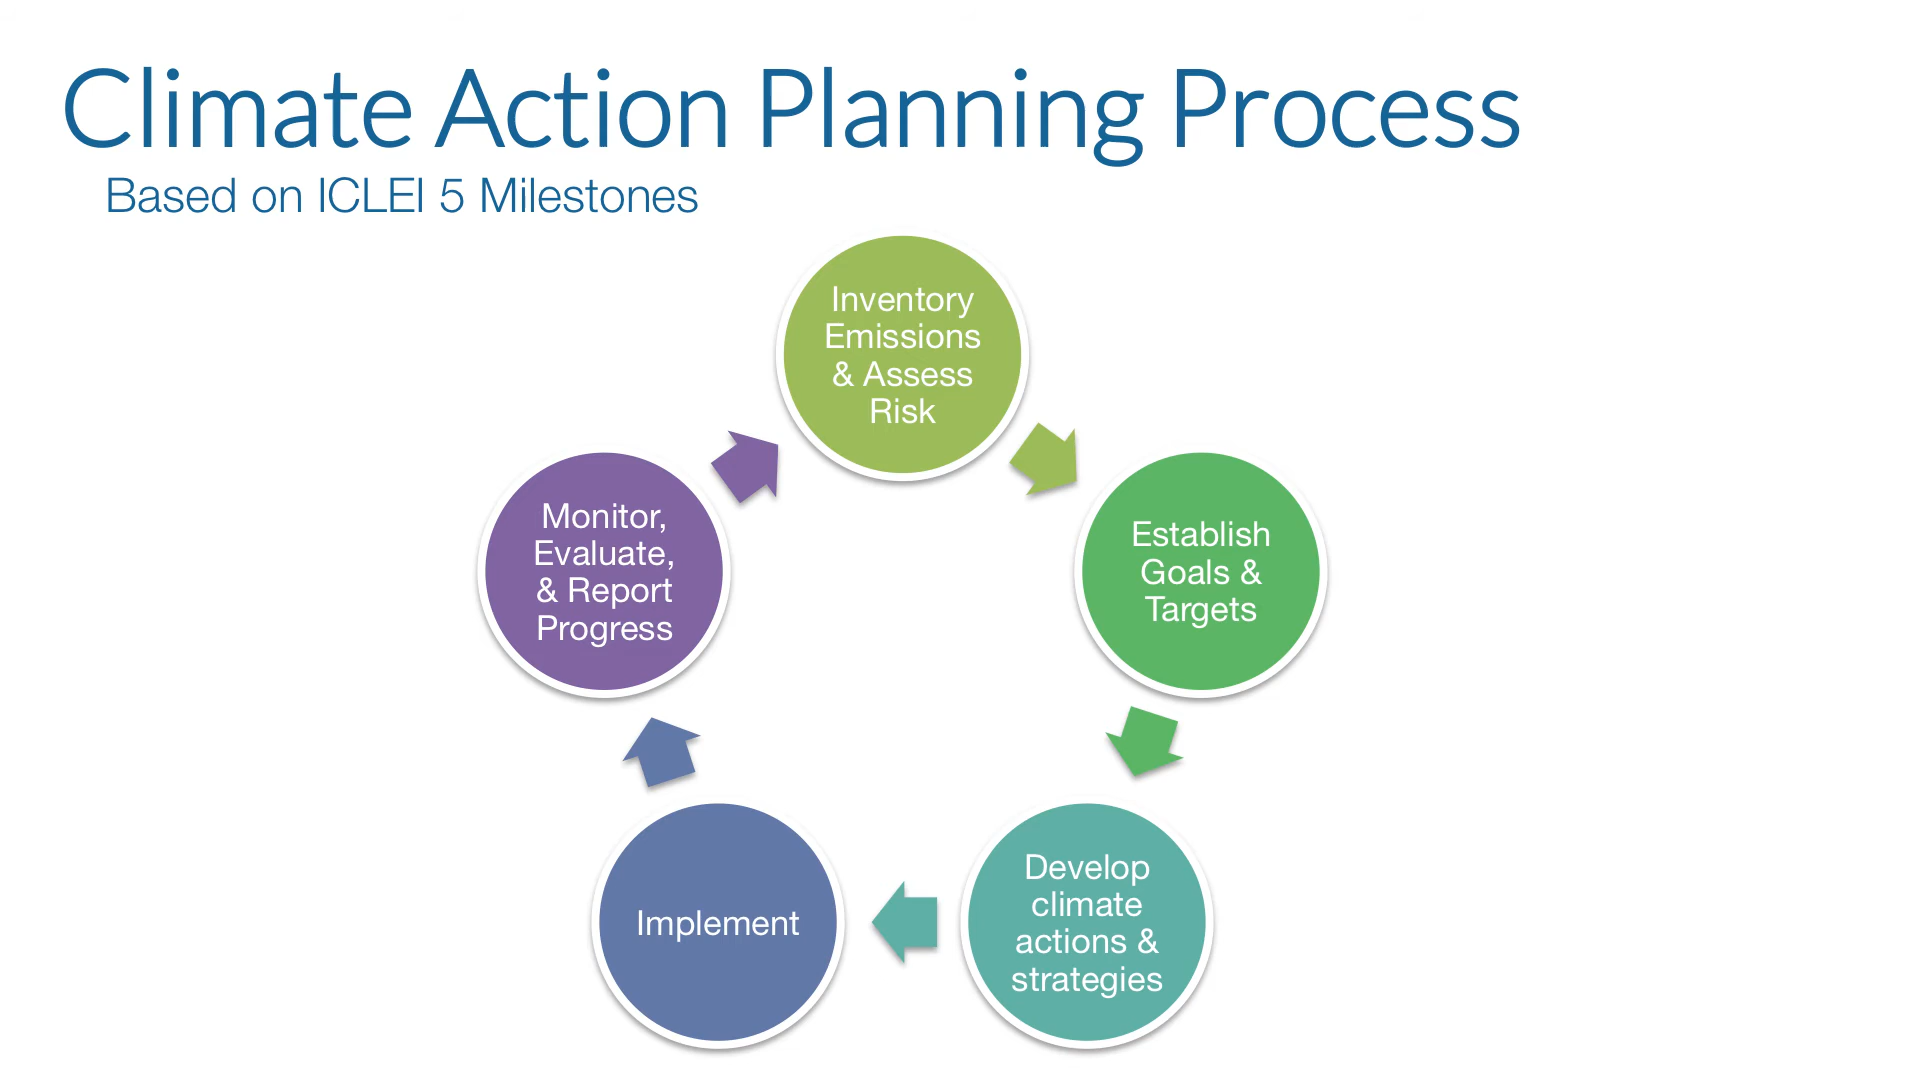 Climate Action Planning Process
Based on ICLEI 5 Milestones
Inventory
Emissions
& Assess
Risk
Establish
Goals &
Targets
Develop
climate
actions &
strategies
Implement
Monitor,
Evaluate,
& Report
Progress